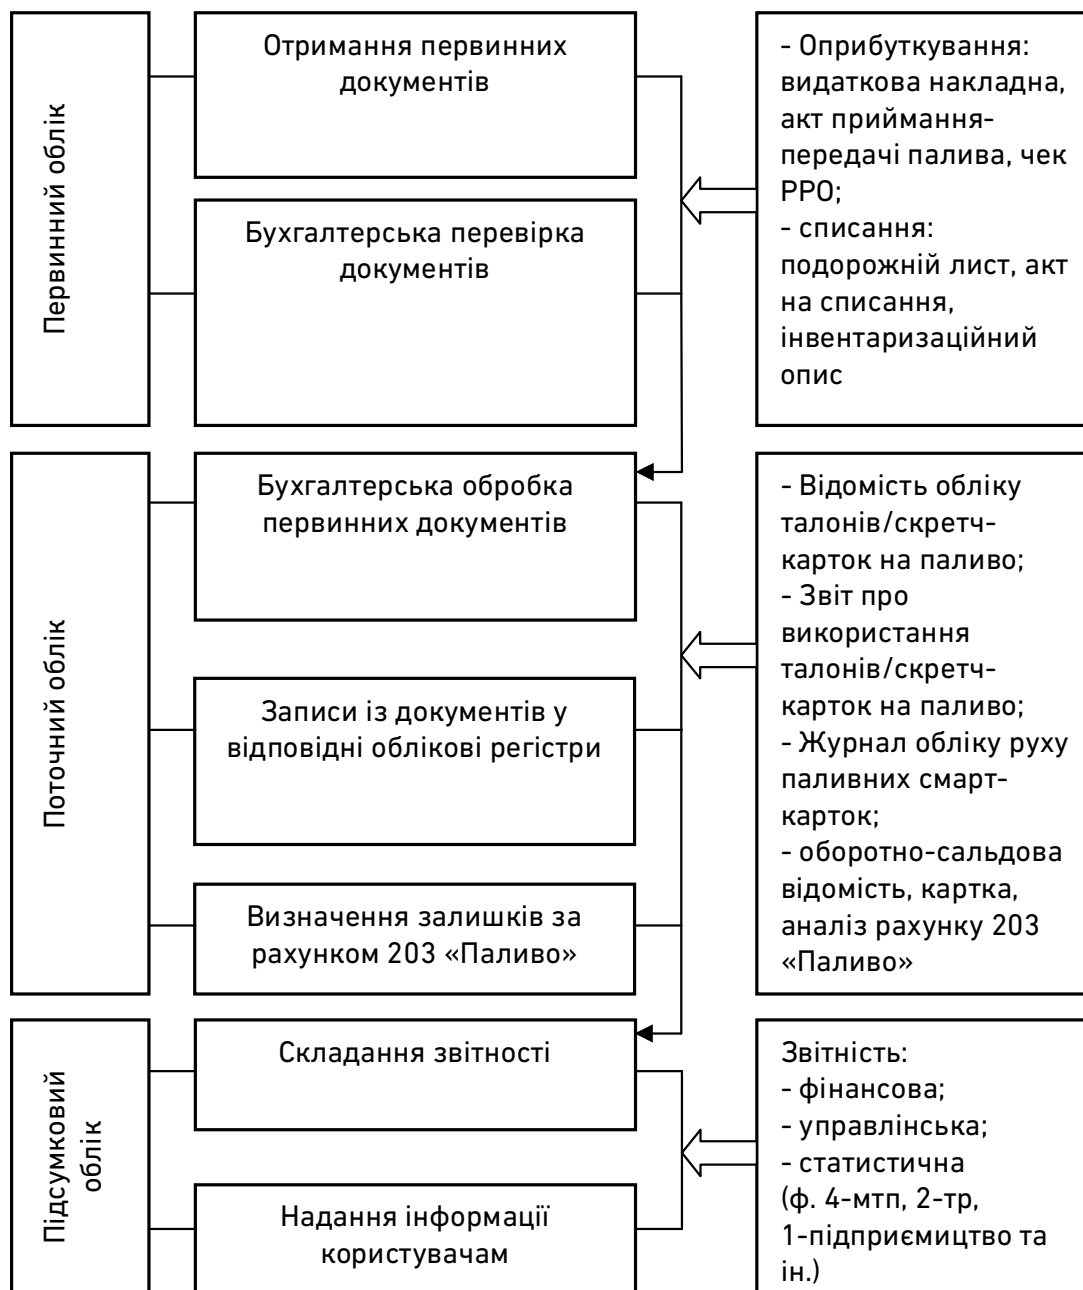 Первинний облік
Отримання первинних
документів
Бухгалтерська перевірка
документів
- Оприбуткування:
видаткова накладна,
акт приймання-
передачі палива, чек
РРО;
- списання:
подорожній лист, акт
на списання,
інвентаризаційний
опис
Поточний облік
Бухгалтерська обробка
первинних документів
Записи із документів у
відповідні облікові регістри
Визначення залишків за
рахунком 203 «Паливо»
- Відомість обліку
талонів/скретч-
карток на паливо;
- Звіт про
використання
талонів/скретч-
карток на паливо;
- Журнал обліку руху
паливних смарт-
карток;
- оборотно-сальдова
відомість, картка,
аналіз рахунку 203
«Паливо»
Підсумковий
облік
Складання звітності
Надання інформації
користувачам
Звітність:
- фінансова;
- управлінська;
- статистична
(ф. 4-мтп, 2-тр,
1-підприємицтво та
ін.)